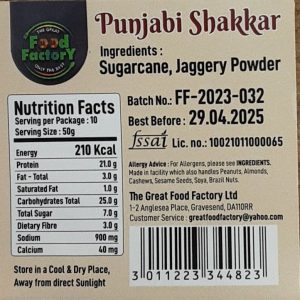 THE GREAT
Food
FactorY
ONLY THE BEST
Punjabi Shakkar
Ingredients :
Sugarcane, Jaggery Powder
Nutrition Facts
Serving per Package : 10
Serving Size : 50g
Energy 210 Kcal
Protein 21.0 g
Fat - Total 3.0 g
Saturated Fat 1.0 g
Carbohydrates Total 25.0 g
Total Sugar 7.0 g
Dietary Fibre 3.0 g
Sodium 900 mg
Calcium 40 mg
Store in a Cool & Dry Place,
Away from direct Sunlight
Batch No.: FF-2023-032
Best Before : 29.04.2025
fssai Lic. no.: 10021011000065
Allergy Advice : For Allergens, please see INGREDIENTS.
Made in facility which also handles Peanuts, Almonds,
Cashews, Sesame Seeds, Soya, Brazil Nuts.
The Great Food Factory Ltd
1-2 Anglesea Place, Gravesend, DA110RR
Customer Service : greatfoodfactory@yahoo.com
3 011223 344823